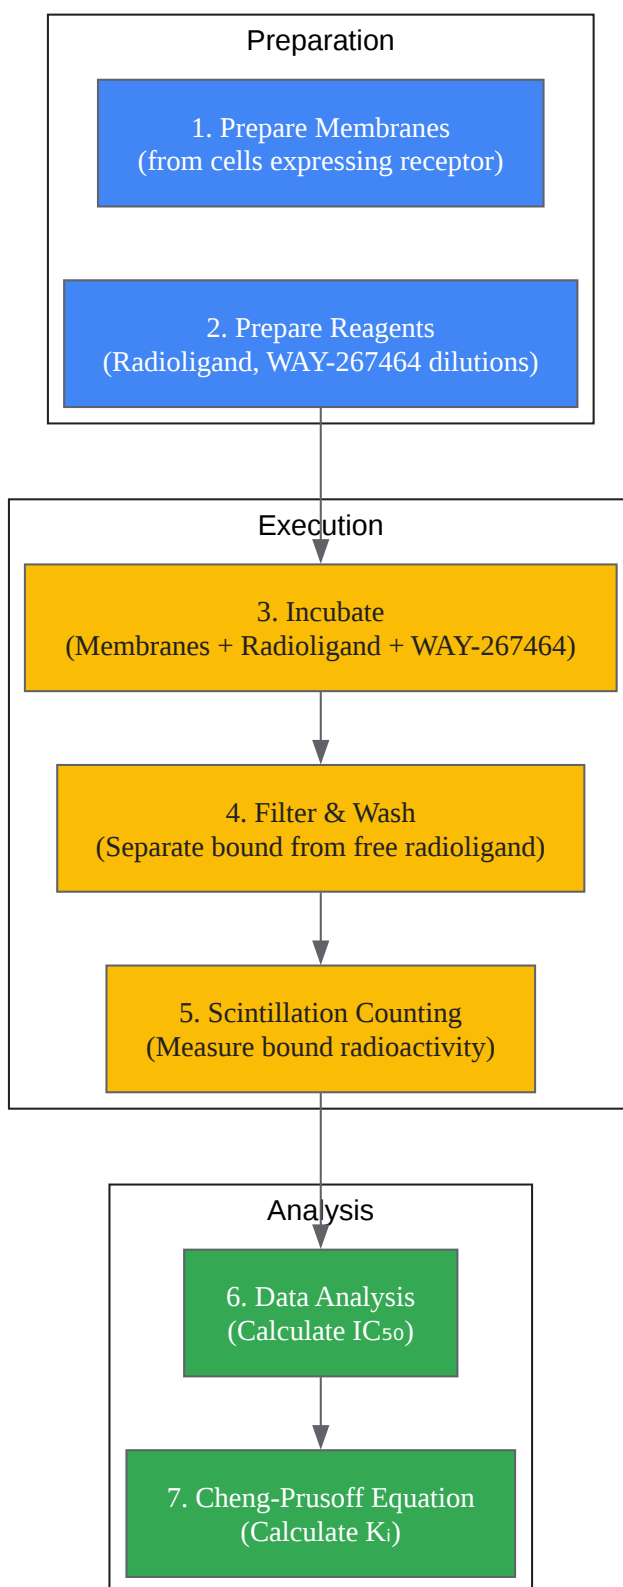 Preparation
1. Prepare Membranes
(from cells expressing receptor)
2. Prepare Reagents
(Radioligand, WAY-267464 dilutions)
Execution
3. Incubate
(Membranes + Radioligand + WAY-267464)
4. Filter & Wash
(Separate bound from free radioligand)
5. Scintillation Counting
(Measure bound radioactivity)
Analysis
6. Data Analysis
(Calculate IC₅₀)
7. Cheng-Prusoff Equation
(Calculate Kᵢ)